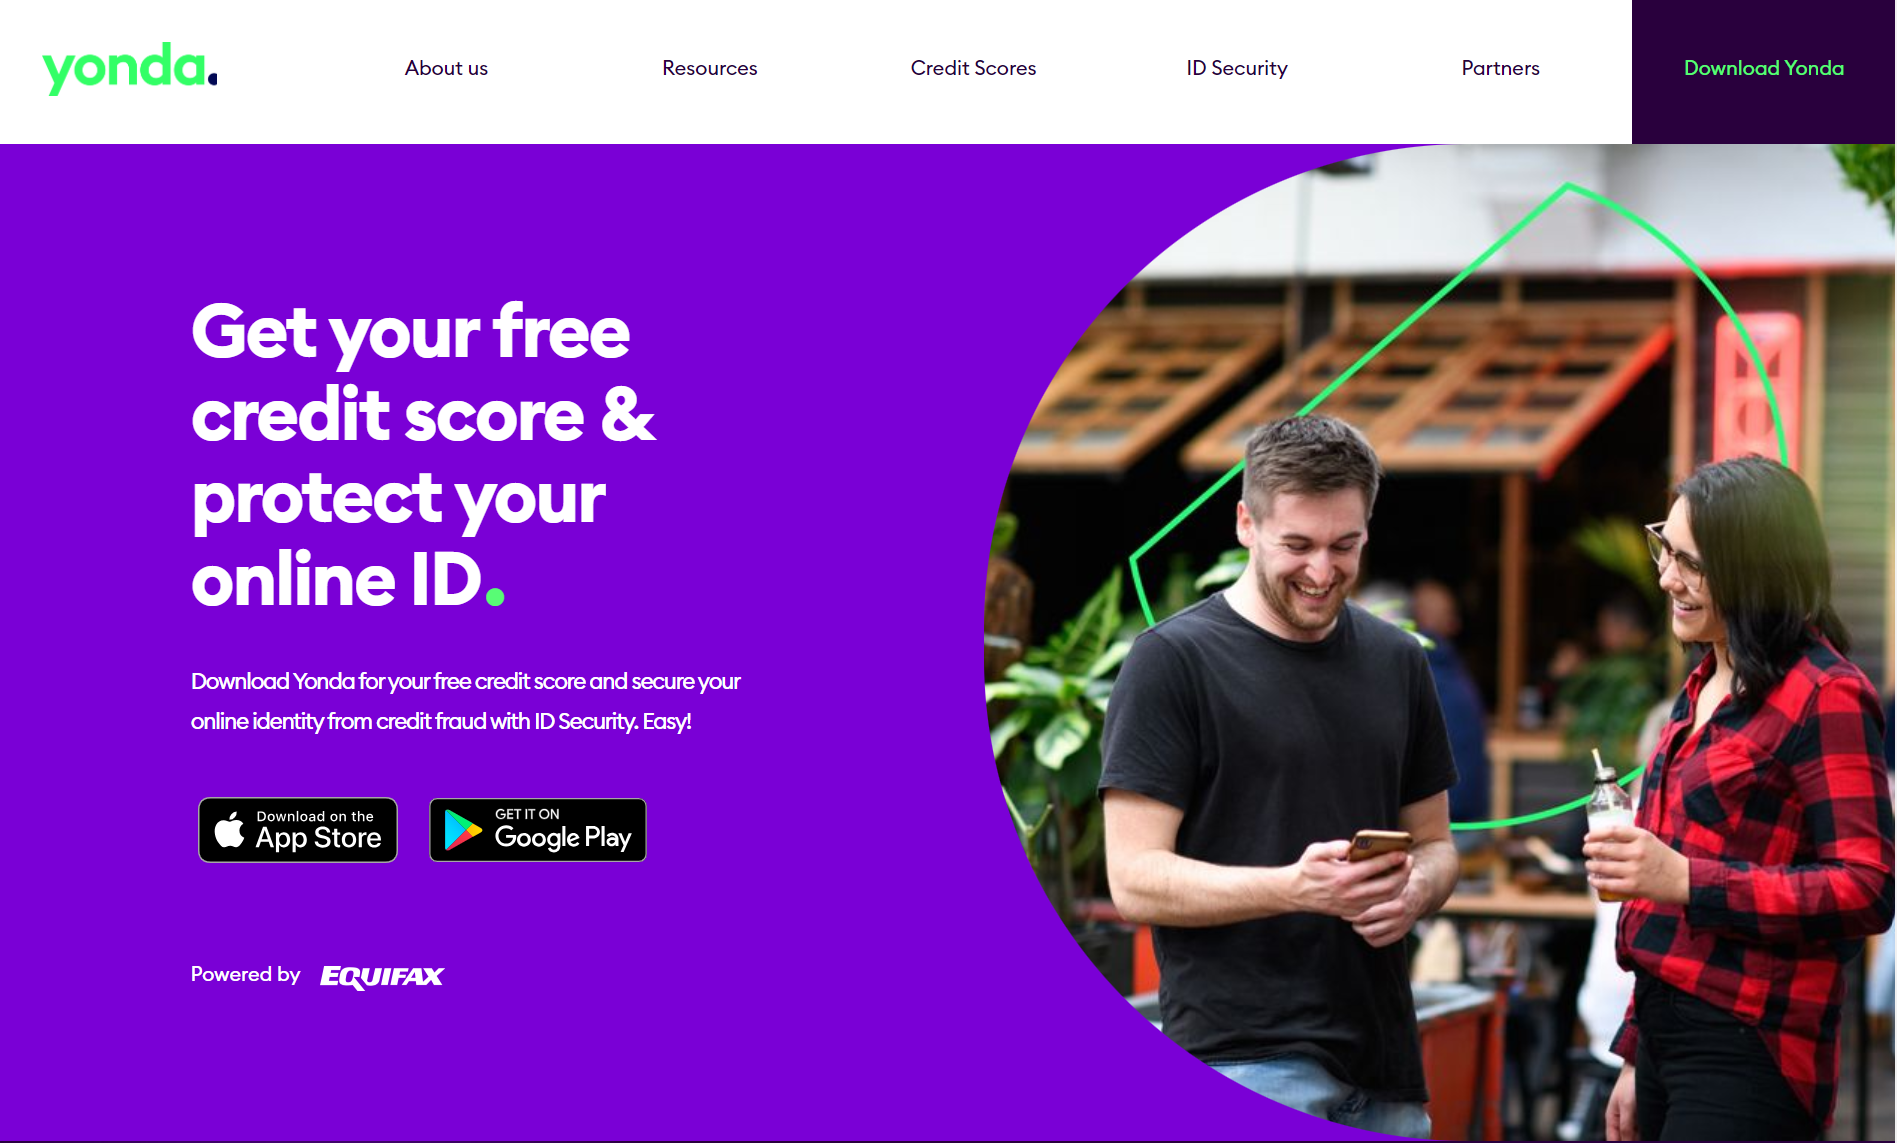 yonda.
About us
Resources
Credit Scores
ID Security
Partners
Download Yonda
Get your free
credit score &
protect your
online ID.
Download Yonda for your free credit score and secure your
online identity from credit fraud with ID Security. Easy!
Download on the
App Store
GET IT ON
Google Play
Powered by EQUIFAX